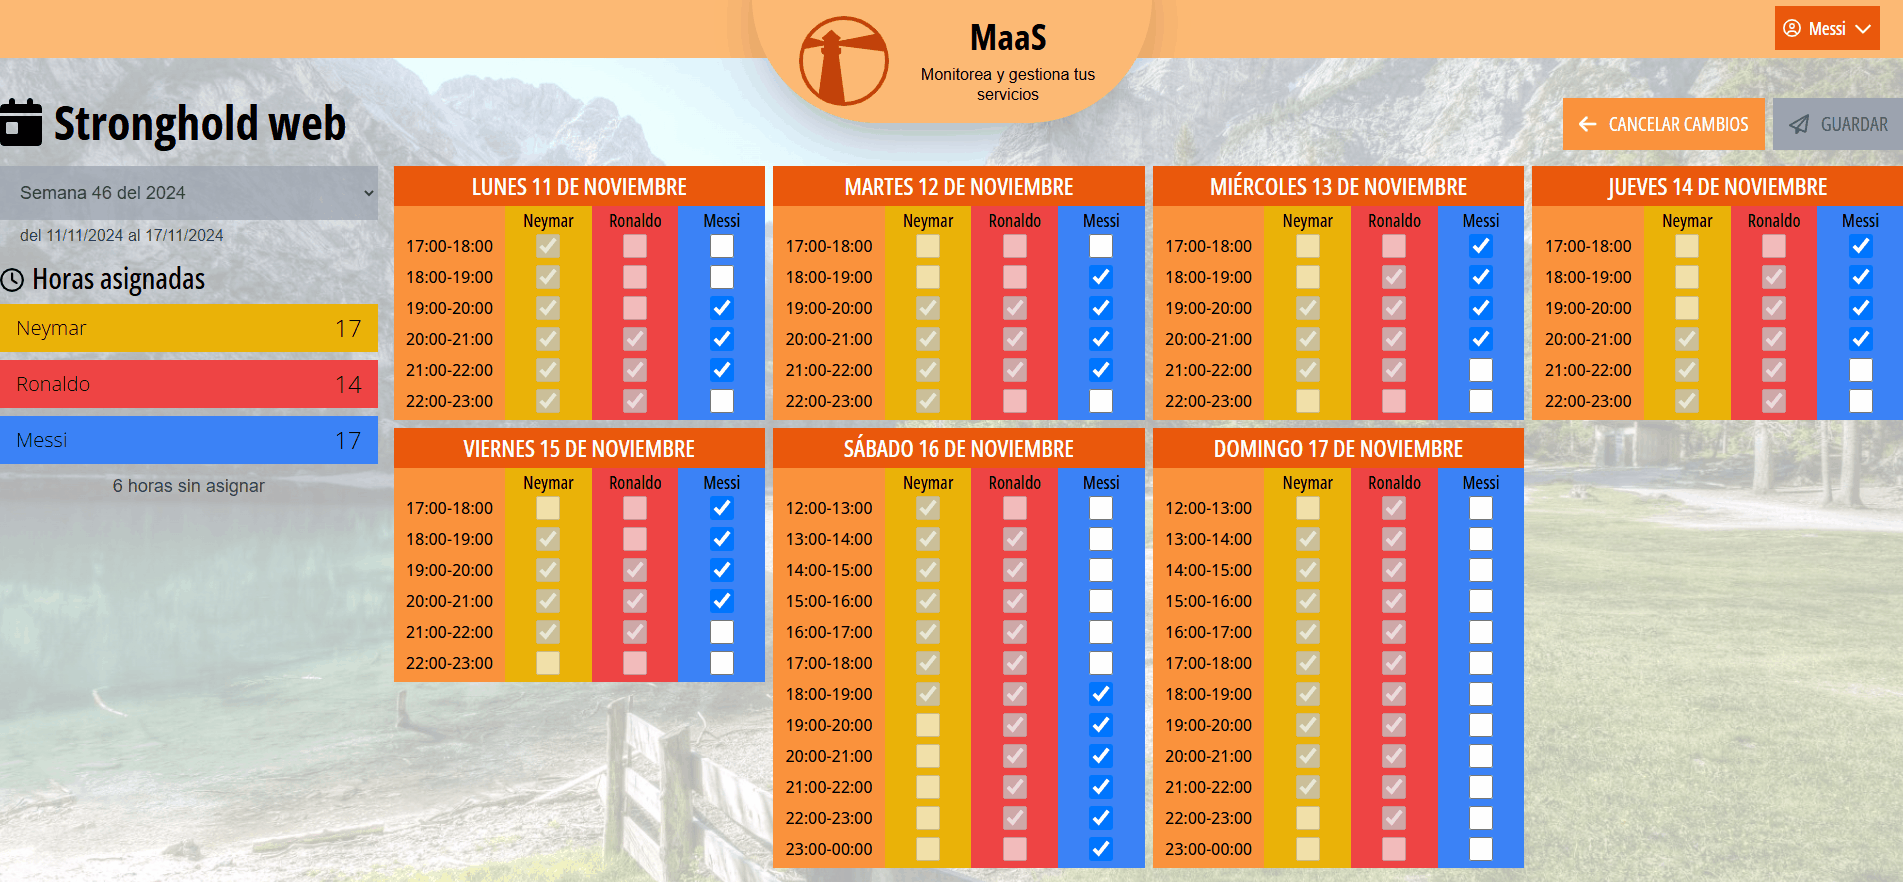 MaaS
Monitorea y gestiona tus
servicios
Messi
Stronghold web
CANCELAR CAMBIOS
GUARDAR
Semana 46 del 2024
del 11/11/2024 al 17/11/2024
Horas asignadas
Neymar 17
Ronaldo 14
Messi 17
6 horas sin asignar
LUNES 11 DE NOVIEMBRE
Neymar Ronaldo Messi
17:00-18:00
18:00-19:00
19:00-20:00
20:00-21:00
21:00-22:00
22:00-23:00
MARTES 12 DE NOVIEMBRE
Neymar Ronaldo Messi
17:00-18:00
18:00-19:00
19:00-20:00
20:00-21:00
21:00-22:00
22:00-23:00
MIÉRCOLES 13 DE NOVIEMBRE
Neymar Ronaldo Messi
17:00-18:00
18:00-19:00
19:00-20:00
20:00-21:00
21:00-22:00
22:00-23:00
JUEVES 14 DE NOVIEMBRE
Neymar Ronaldo Messi
17:00-18:00
18:00-19:00
19:00-20:00
20:00-21:00
21:00-22:00
22:00-23:00
VIERNES 15 DE NOVIEMBRE
Neymar Ronaldo Messi
17:00-18:00
18:00-19:00
19:00-20:00
20:00-21:00
21:00-22:00
22:00-23:00
SÁBADO 16 DE NOVIEMBRE
Neymar Ronaldo Messi
12:00-13:00
13:00-14:00
14:00-15:00
15:00-16:00
16:00-17:00
17:00-18:00
18:00-19:00
19:00-20:00
20:00-21:00
21:00-22:00
22:00-23:00
23:00-00:00
DOMINGO 17 DE NOVIEMBRE
Neymar Ronaldo Messi
12:00-13:00
13:00-14:00
14:00-15:00
15:00-16:00
16:00-17:00
17:00-18:00
18:00-19:00
19:00-20:00
20:00-21:00
21:00-22:00
22:00-23:00
23:00-00:00